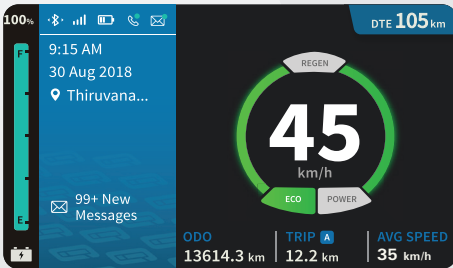 100%
F
E
9:15 AM
30 Aug 2018
Thiruvana...
99+ New
Messages
DTE 105 km
REGEN
45
km/h
ECO
POWER
ODO
13614.3 km
TRIP A
12.2 km
AVG SPEED
35 km/h